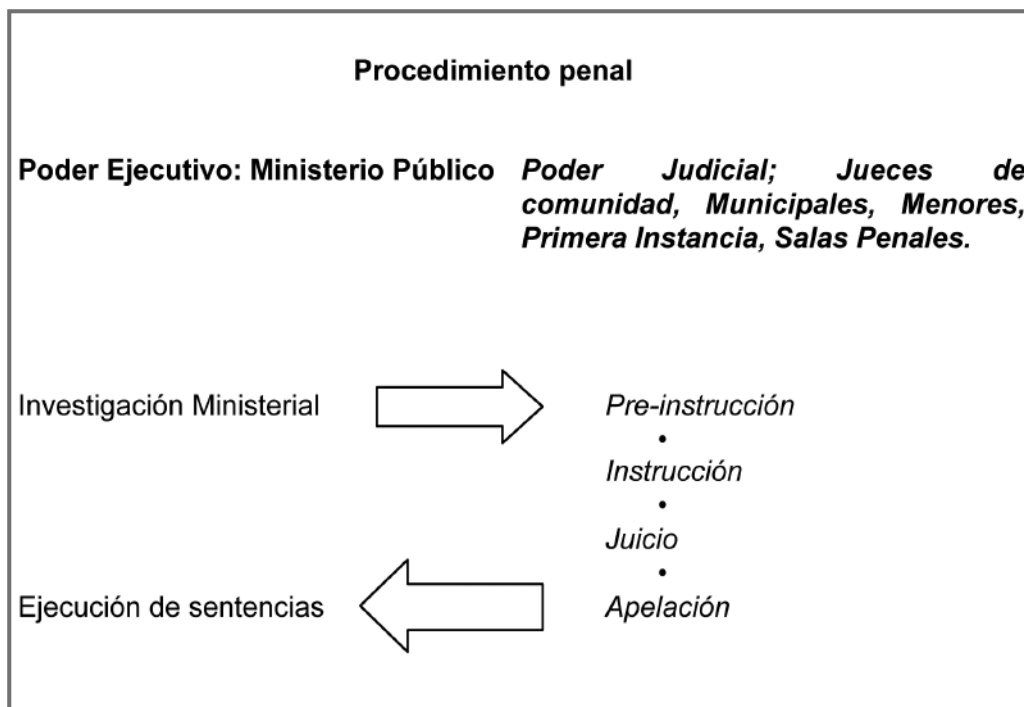 Procedimiento penal
Poder Ejecutivo: Ministerio Público
Poder Judicial; Jueces de
comunidad, Municipales, Menores,
Primera Instancia, Salas Penales.
Investigación Ministerial
Pre-instrucción
•
Instrucción
•
Juicio
•
Ejecución de sentencias
Apelación